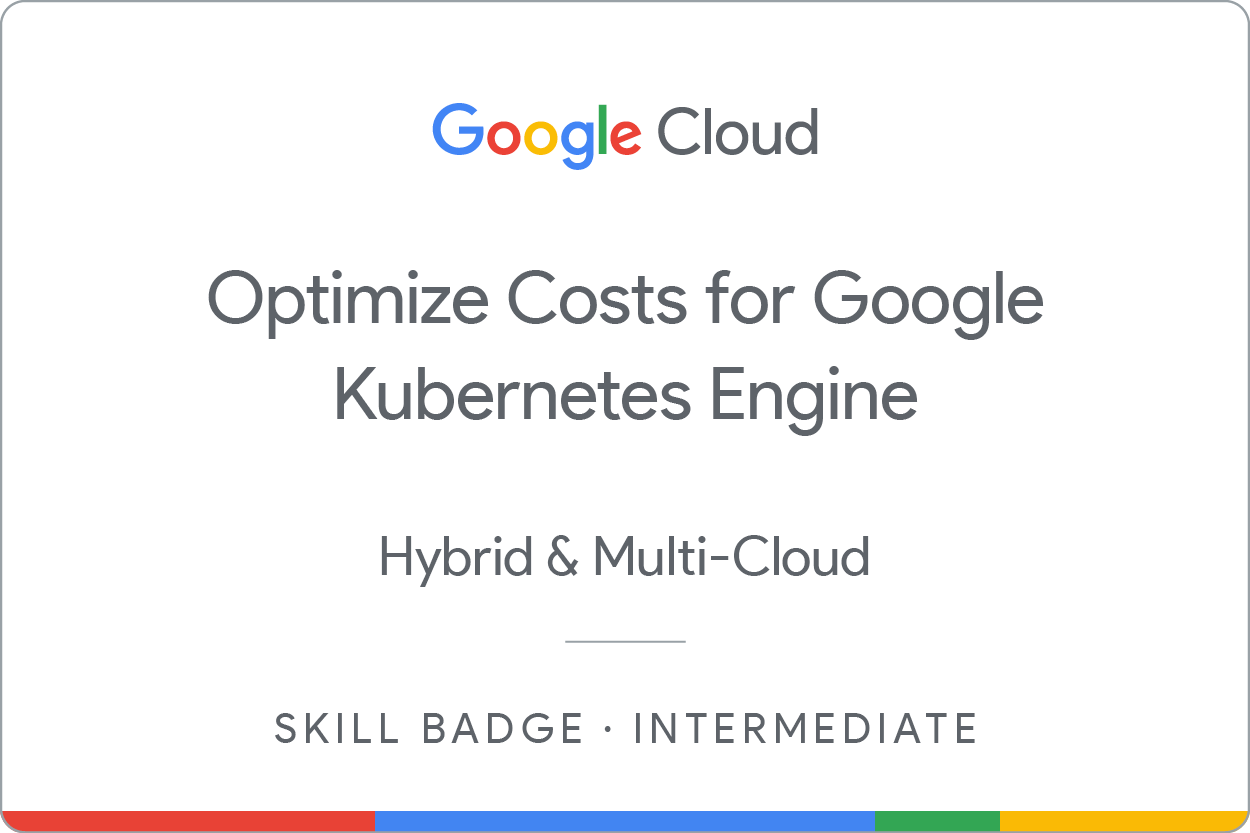 Google Cloud
Optimize Costs for Google
Kubernetes Engine
Hybrid & Multi-Cloud
SKILL BADGE · INTERMEDIATE